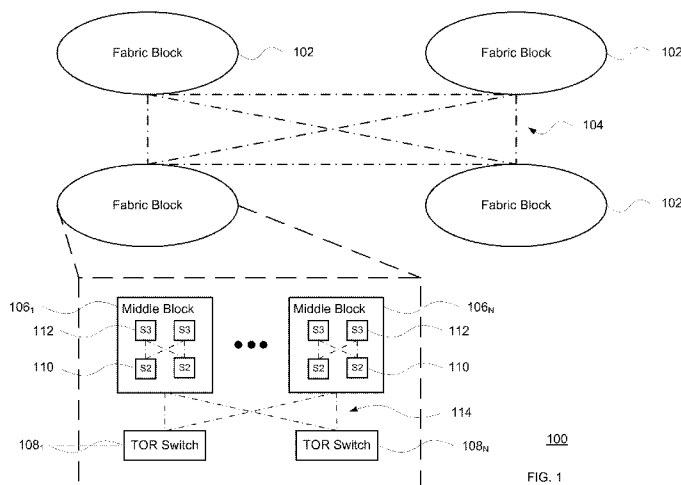 Fabric Block 102 Fabric Block 102
104
Fabric Block Fabric Block 102
106₁ Middle Block Middle Block 106_N
112 S3 S3 S3 S3 112
110 S2 S2 S2 S2 110
114
108₁ TOR Switch TOR Switch 108_N
100
FIG. 1